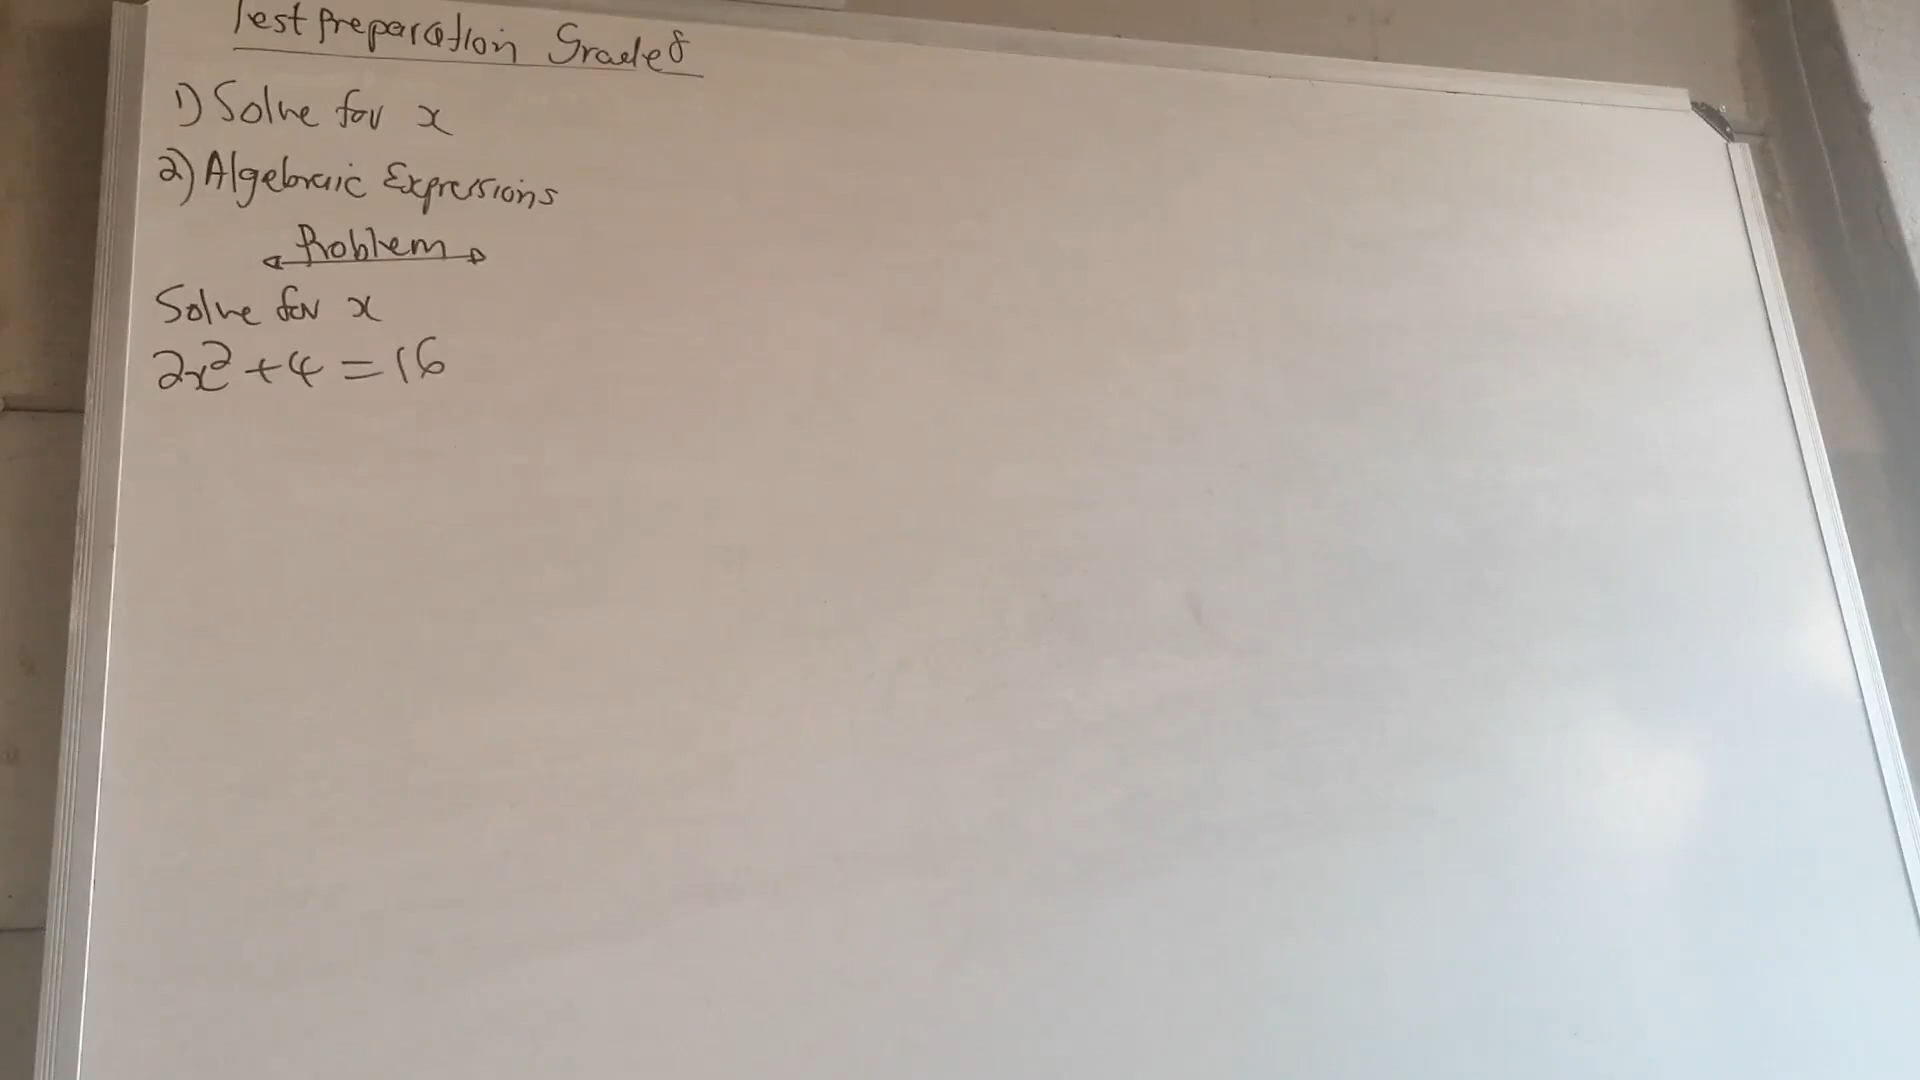 Test Preparation Grade 8
1) Solve for x
2) Algebraic Expressions
Problem
Solve for x
2x² + 4 = 16